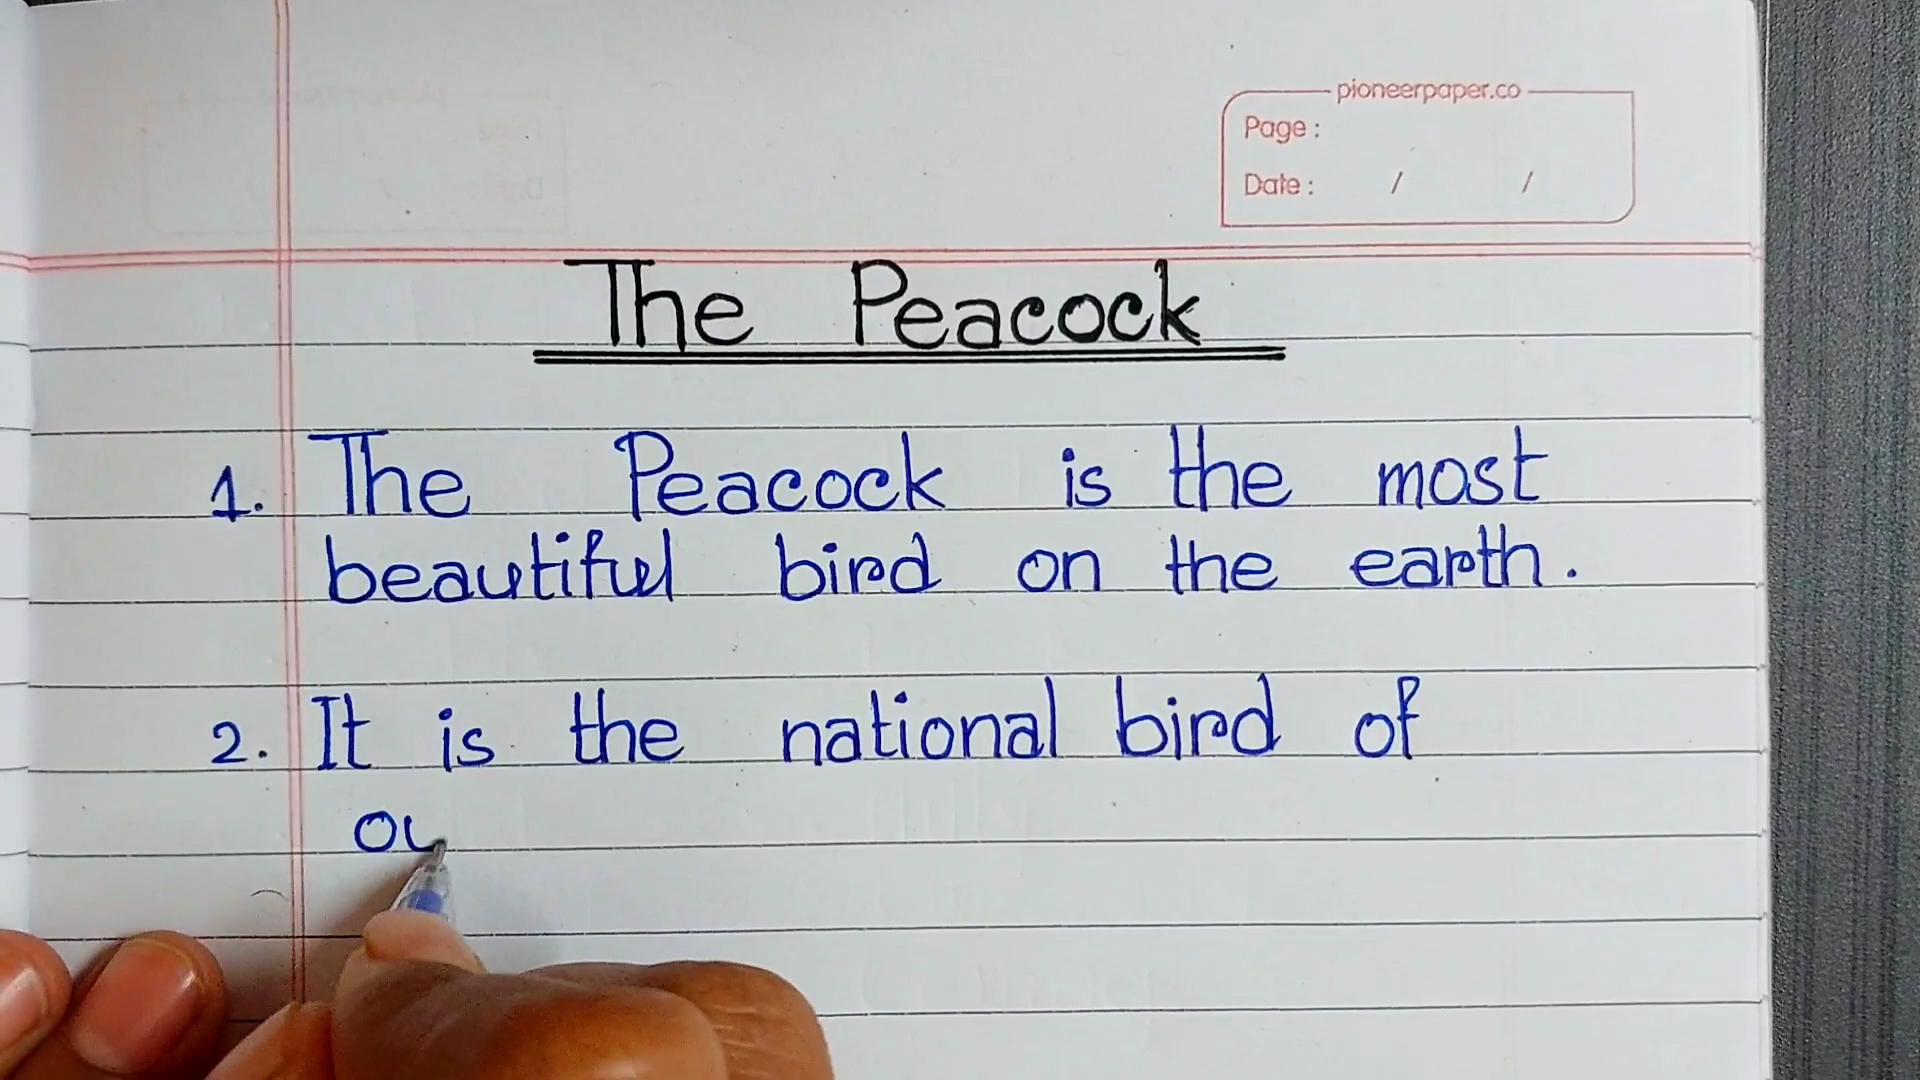 pioneerpaper.co
Page :
Date : / /
The Peacock
1. The Peacock is the most
beautiful bird on the earth.
2. It is the national bird of
ou